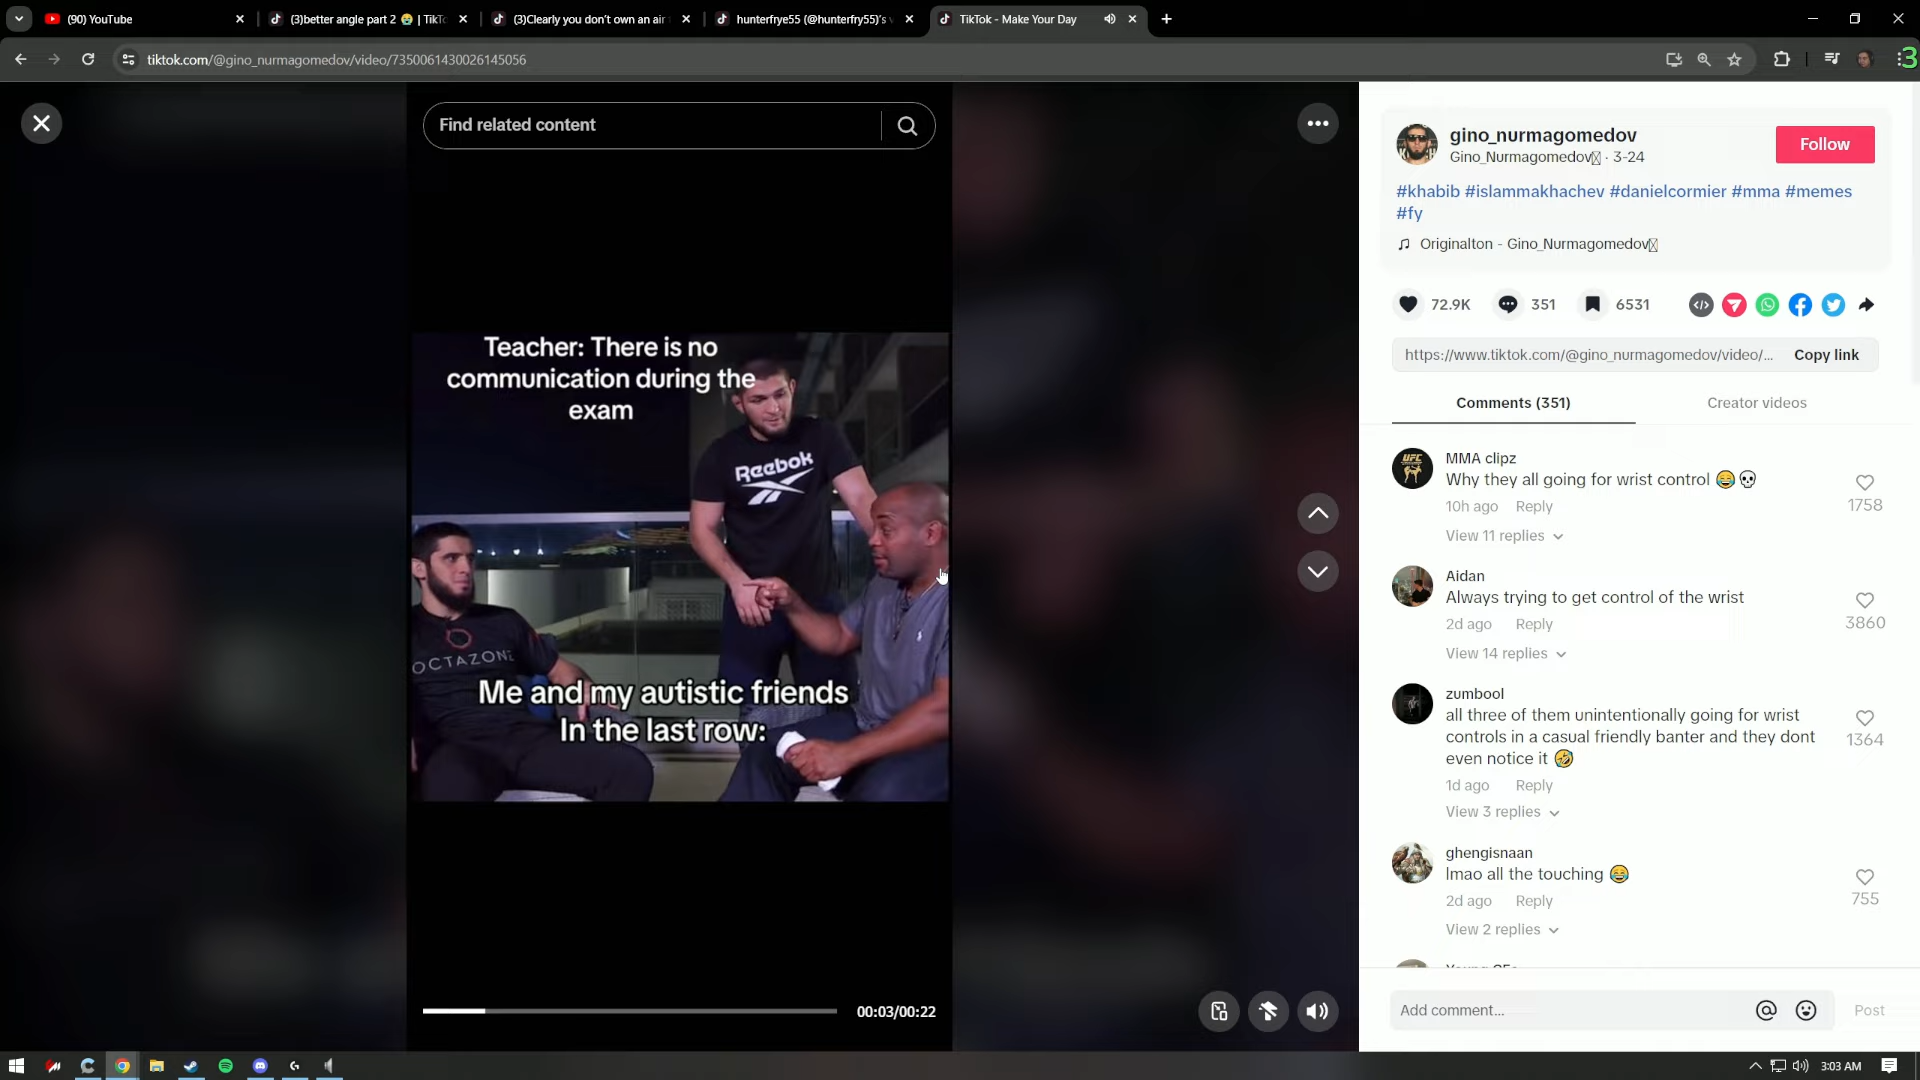 (90) YouTube
(3)better angle part 2 😂 | TikTo
(3)Clearly you don't own an air
hunterfrye55 (@hunterfry55)'s v
TikTok - Make Your Day
tiktok.com/@gino_nurmagomedov/video/7350061430026145056
3
Find related content
gino_nurmagomedov
Gino_Nurmagomedov · 3-24
Follow
#khabib #islammakhachev #danielcormier #mma #memes
#fy
Originalton - Gino_Nurmagomedov
72.9K
351
6531
https://www.tiktok.com/@gino_nurmagomedov/video/...
Copy link
Comments (351)
Creator videos
Teacher: There is no
communication during the
exam
Reebok
OCTAZONE
Me and my autistic friends
In the last row:
UFC
MMA clipz
Why they all going for wrist control 😂💀
10h ago Reply
1758
View 11 replies
Aidan
Always trying to get control of the wrist
2d ago Reply
3860
View 14 replies
zumbool
all three of them unintentionally going for wrist
controls in a casual friendly banter and they dont
even notice it 🤣
1364
1d ago Reply
View 3 replies
ghengisnaan
lmao all the touching 😂
2d ago Reply
755
View 2 replies
00:03/00:22
Add comment...
Post
3:03 AM